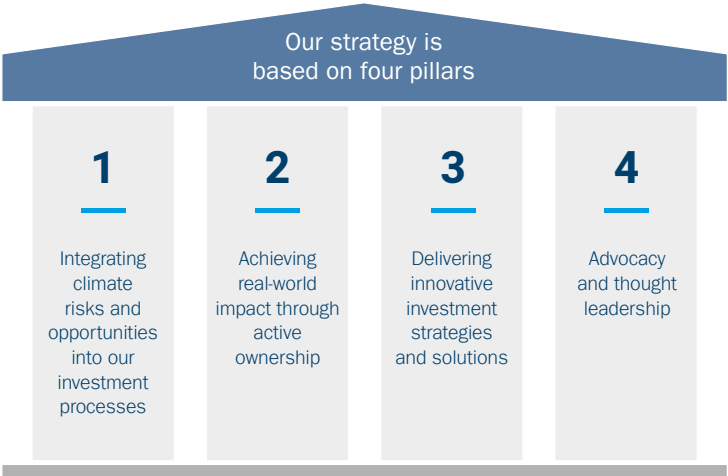 Our strategy is
based on four pillars
1
Integrating
climate
risks and
opportunities
into our
investment
processes
2
Achieving
real-world
impact through
active
ownership
3
Delivering
innovative
investment
strategies
and solutions
4
Advocacy
and thought
leadership